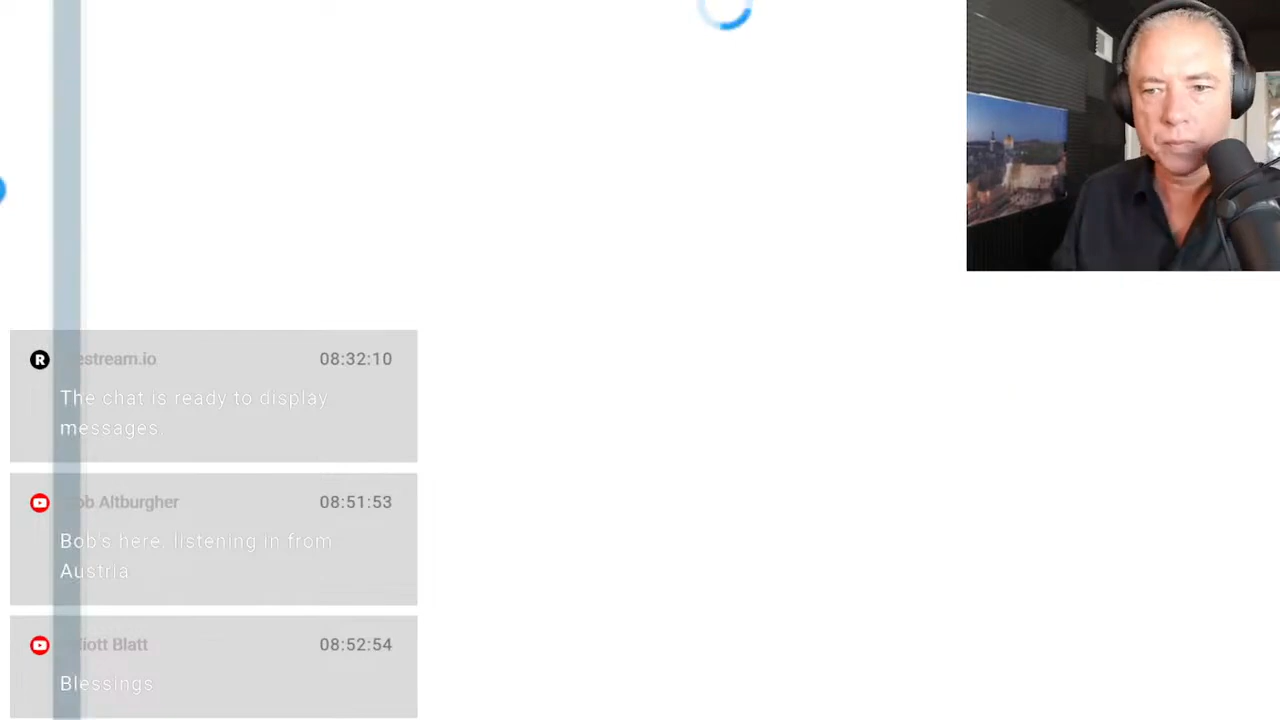 R
estream.io 08:32:10
The chat is ready to display
messages.
ob Altburgher 08:51:53
Bob's here. listening in from
Austria
iott Blatt 08:52:54
Blessings